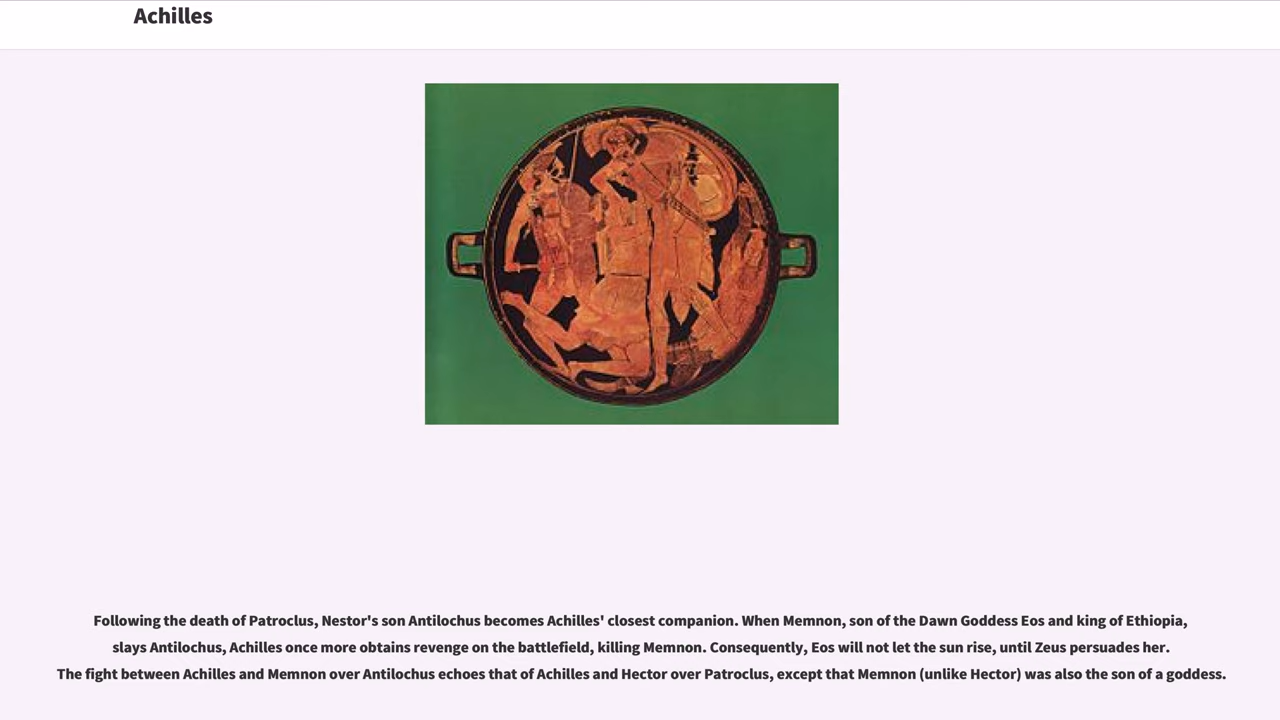 Achilles
Following the death of Patroclus, Nestor's son Antilochus becomes Achilles' closest companion. When Memnon, son of the Dawn Goddess Eos and king of Ethiopia,
slays Antilochus, Achilles once more obtains revenge on the battlefield, killing Memnon. Consequently, Eos will not let the sun rise, until Zeus persuades her.
The fight between Achilles and Memnon over Antilochus echoes that of Achilles and Hector over Patroclus, except that Memnon (unlike Hector) was also the son of a goddess.